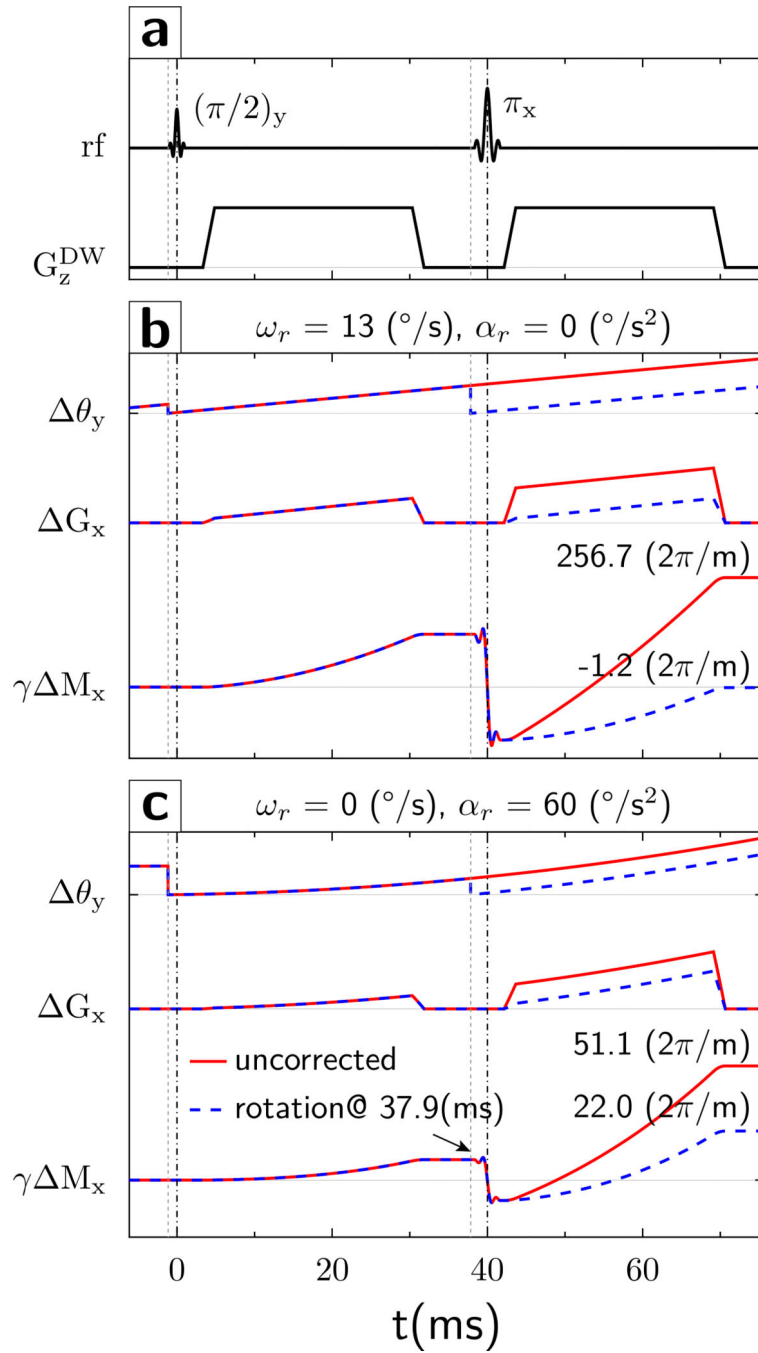 a
(π/2)y
πx
rf
GzDW
b
ωr = 13 (°/s), αr = 0 (°/s²)
Δθy
ΔGx
256.7 (2π/m)
-1.2 (2π/m)
γΔMx
c
ωr = 0 (°/s), αr = 60 (°/s²)
Δθy
ΔGx
uncorrected
51.1 (2π/m)
rotation@ 37.9(ms)
22.0 (2π/m)
γΔMx
0 20 40 60
t(ms)